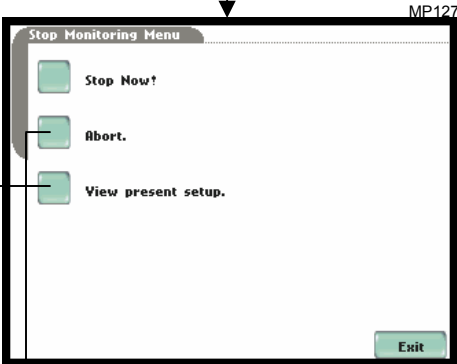 MP127
Stop Monitoring Menu
Stop Now!
Abort.
View present setup.
Exit